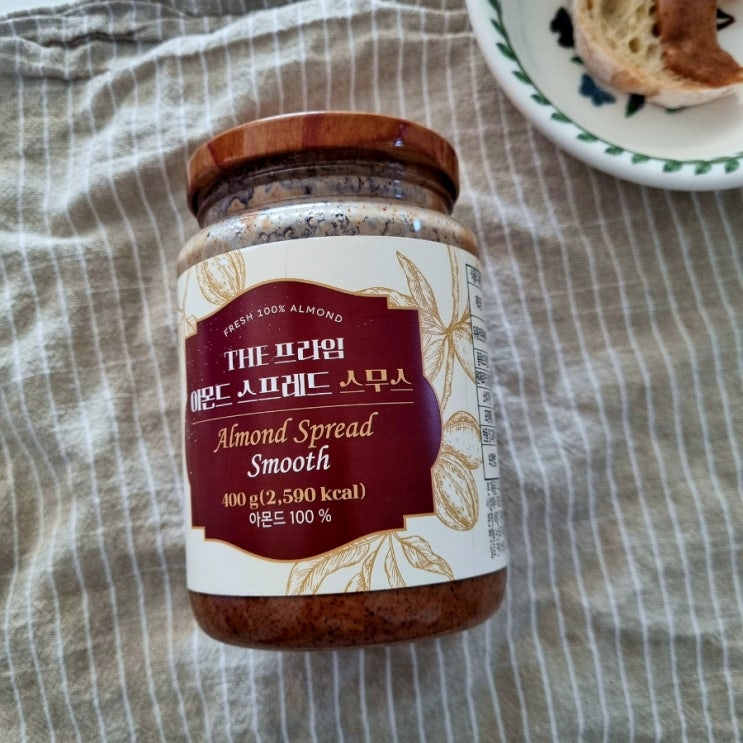 FRESH 100% ALMOND
THE 프라임
아몬드 스프레드 스무스
Almond Spread
Smooth
400 g(2,590 kcal)
아몬드 100 %